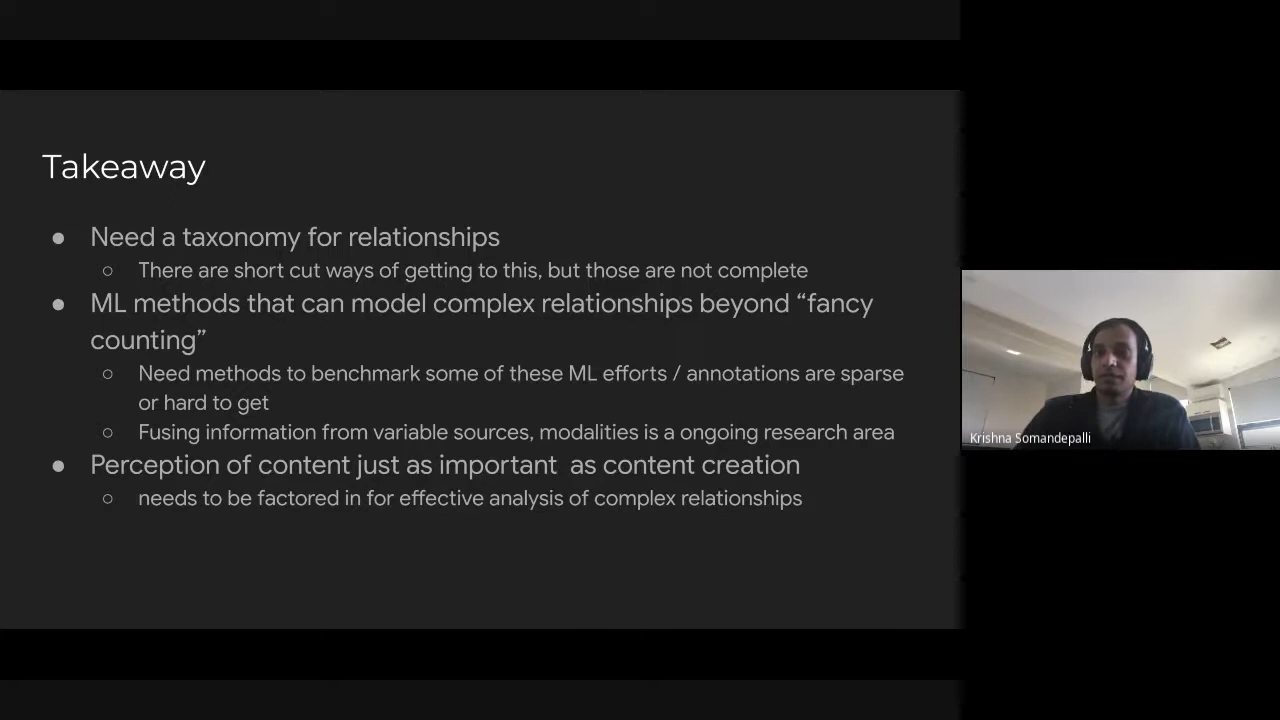 Takeaway
● Need a taxonomy for relationships
○ There are short cut ways of getting to this, but those are not complete
● ML methods that can model complex relationships beyond “fancy
counting”
○ Need methods to benchmark some of these ML efforts / annotations are sparse
or hard to get
○ Fusing information from variable sources, modalities is a ongoing research area
● Perception of content just as important  as content creation
○ needs to be factored in for effective analysis of complex relationships
Krishna Somandepalli